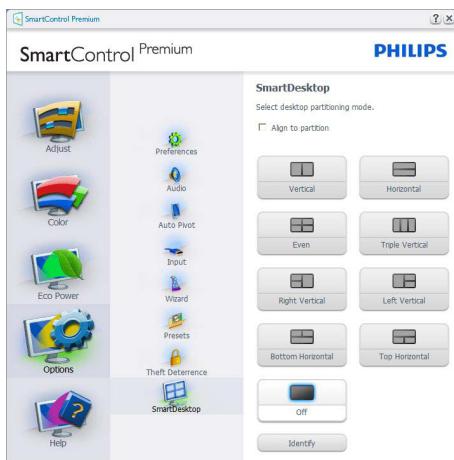 SmartControl Premium
SmartControl Premium
PHILIPS
Adjust
Color
Eco Power
Options
Help
Preferences
Audio
Auto Pivot
Input
Wizard
Presets
Theft Deterrence
SmartDesktop
SmartDesktop
Select desktop partitioning mode.
Align to partition
Vertical
Horizontal
Even
Triple Vertical
Right Vertical
Left Vertical
Bottom Horizontal
Top Horizontal
Off
Identify